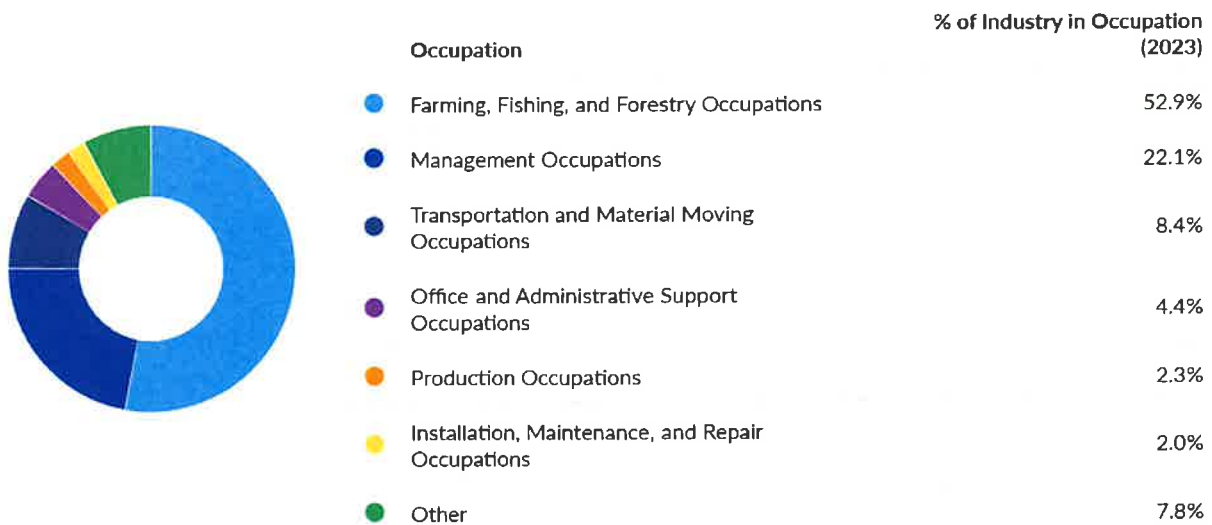 Occupation
% of Industry in Occupation
(2023)
Farming, Fishing, and Forestry Occupations
52.9%
Management Occupations
22.1%
Transportation and Material Moving
Occupations
8.4%
Office and Administrative Support
Occupations
4.4%
Production Occupations
2.3%
Installation, Maintenance, and Repair
Occupations
2.0%
Other
7.8%